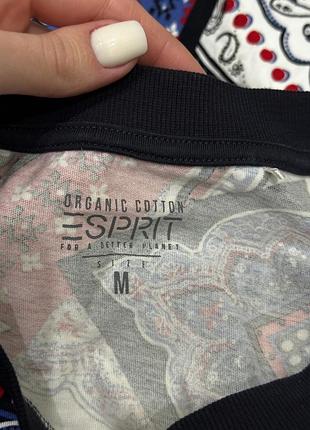 ORGANIC COTTON
ESPRIT
FOR A BETTER PLANET
SIZE
M